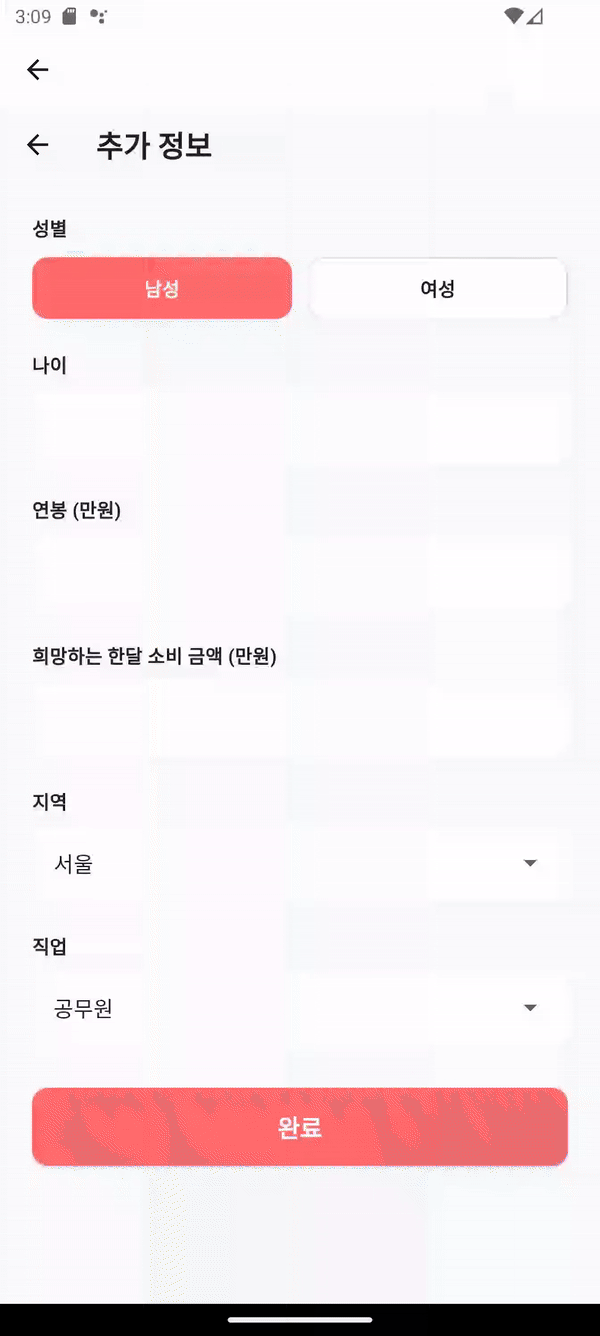 3:09
추가 정보
성별
남성 여성
나이
연봉 (만원)
희망하는 한달 소비 금액 (만원)
지역
서울
직업
공무원
완료